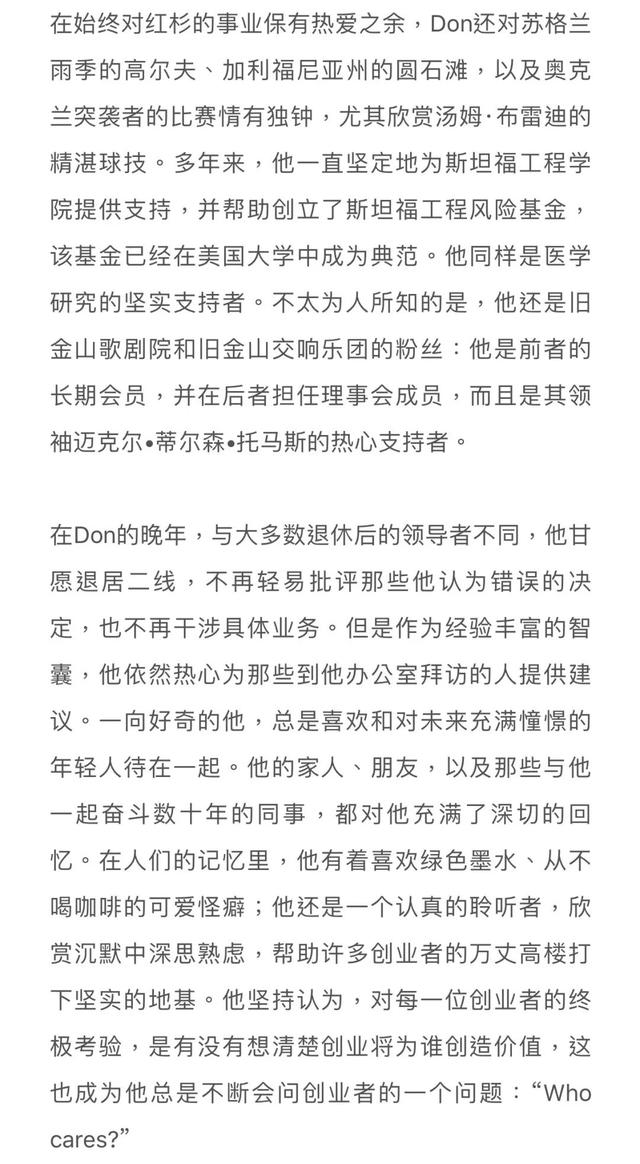 在始终对红杉的事业保有热爱之余，Don还对苏格兰
雨季的高尔夫、加利福尼亚州的圆石滩，以及奥克
兰突袭者的比赛情有独钟，尤其欣赏汤姆·布雷迪的
精湛球技。多年来，他一直坚定地为斯坦福工程学
院提供支持，并帮助创立了斯坦福工程风险基金，
该基金已经在美国大学中成为典范。他同样是医学
研究的坚实支持者。不太为人所知的是，他还是旧
金山歌剧院和旧金山交响乐团的粉丝：他是前者的
长期会员，并在后者担任理事会成员，而且是其领
袖迈克尔•蒂尔森•托马斯的热心支持者。
在Don的晚年，与大多数退休后的领导者不同，他甘
愿退居二线，不再轻易批评那些他认为错误的决
定，也不再干涉具体业务。但是作为经验丰富的智
囊，他依然热心为那些到他办公室拜访的人提供建
议。一向好奇的他，总是喜欢和对未来充满憧憬的
年轻人待在一起。他的家人、朋友，以及那些与他
一起奋斗数十年的同事，都对他充满了深切的回
忆。在人们的记忆里，他有着喜欢绿色墨水、从不
喝咖啡的可爱怪癖；他还是一个认真的聆听者，欣
赏沉默中深思熟虑，帮助许多创业者的万丈高楼打
下坚实的地基。他坚持认为，对每一位创业者的终
极考验，是有没有想清楚创业将为谁创造价值，这
也成为他总是不断会问创业者的一个问题：“Who
cares?”